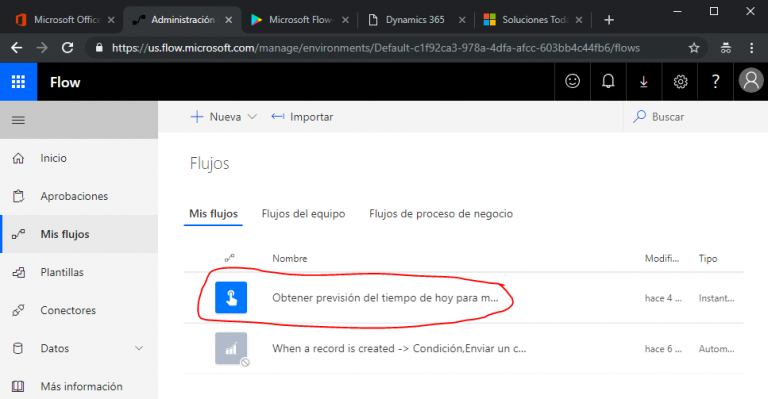 Microsoft Office
Administración
Microsoft Flow-
Dynamics 365
Soluciones Toda
https://us.flow.microsoft.com/manage/environments/Default-c1f92ca3-978a-4dfa-afcc-603bb4c44fb6/flows
Flow
?
Nueva
Importar
Buscar
Inicio
Aprobaciones
Mis flujos
Plantillas
Conectores
Datos
Más información
Flujos
Mis flujos
Flujos del equipo
Flujos de proceso de negocio
Nombre
Modifi...
Tipo
Obtener previsión del tiempo de hoy para m...
hace 4 ...
Instant...
When a record is created -> Condición,Enviar un c...
hace 6 ...
Autom...